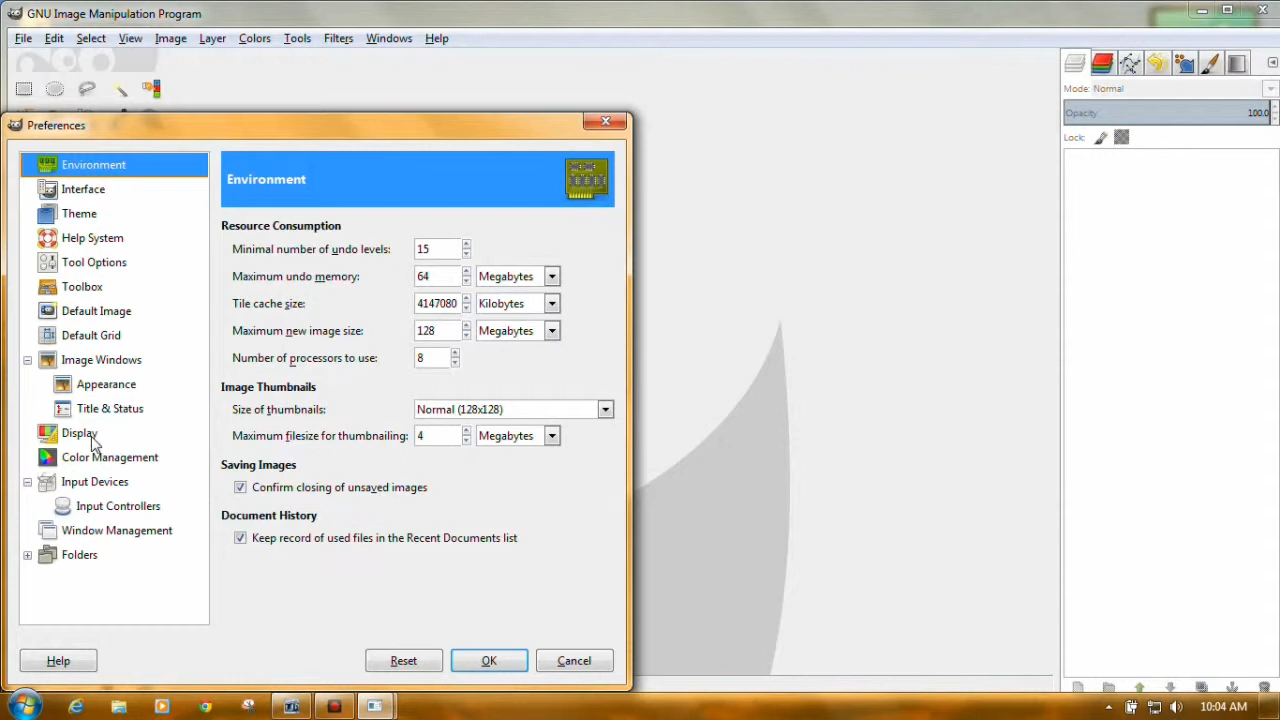 GNU Image Manipulation Program
File Edit Select View Image Layer Colors Tools Filters Windows Help
Mode: Normal
Opacity: 100.0
Lock:
Preferences
Environment
Interface
Theme
Help System
Tool Options
Toolbox
Default Image
Default Grid
Image Windows
Appearance
Title & Status
Display
Color Management
Input Devices
Input Controllers
Window Management
Folders
Environment
Resource Consumption
Minimal number of undo levels: 15
Maximum undo memory: 64 Megabytes
Tile cache size: 4147080 Kilobytes
Maximum new image size: 128 Megabytes
Number of processors to use: 8
Image Thumbnails
Size of thumbnails: Normal (128x128)
Maximum filesize for thumbnailing: 4 Megabytes
Saving Images
Confirm closing of unsaved images
Document History
Keep record of used files in the Recent Documents list
Help Reset OK Cancel
10:04 AM